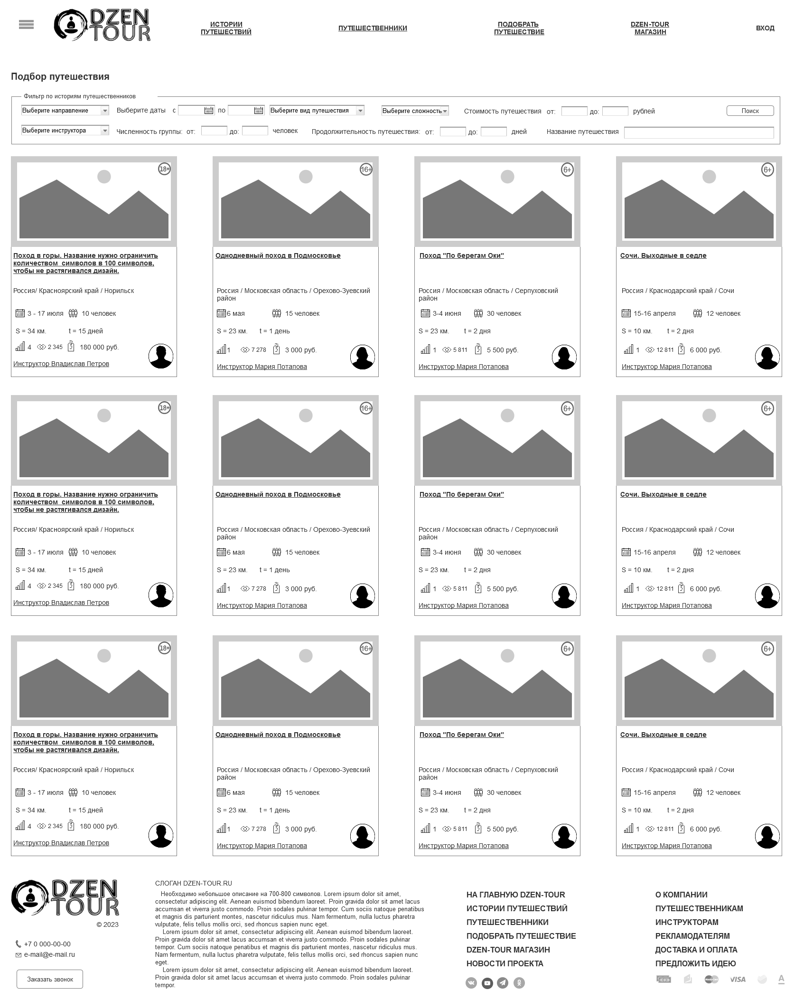 DZEN
TOUR
ИСТОРИИ
ПУТЕШЕСТВИЙ
ПУТЕШЕСТВЕННИКИ
ПОДОБРАТЬ
ПУТЕШЕСТВИЕ
DZEN-TOUR
МАГАЗИН
ВХОД
Подбор путешествия
Фильтр по историям путешественников
Выберите направление Выберите даты с по Выберите вид путешествия Выберите сложность Стоимость путешествия от: до: рублей Поиск
Выберите инструктора Численность группы: от: до: человек Продолжительность путешествия: от: до: дней Название путешествия
18+
Поход в горы. Название нужно ограничить
количеством  символов в 100 символов,
чтобы не растягивался дизайн.
Россия/ Красноярский край / Норильск
3 - 17 июля 10 человек
S = 34 км. t = 15 дней
4 2 345 180 000 руб.
Инструктор Владислав Петров
16+
Однодневный поход в Подмосковье
Россия / Московская область / Орехово-Зуевский
район
6 мая 15 человек
S = 23 км. t = 1 день
1 7 278 3 000 руб.
Инструктор Мария Потапова
6+
Поход "По берегам Оки"
Россия / Московская область / Серпуховский
район
3-4 июня 30 человек
S = 23 км. t = 2 дня
1 5 811 5 500 руб.
Инструктор Мария Потапова
6+
Сочи. Выходные в седле
Россия / Краснодарский край / Сочи
15-16 апреля 12 человек
S = 10 км. t = 2 дня
1 12 811 6 000 руб.
Инструктор Мария Потапова
18+
Поход в горы. Название нужно ограничить
количеством  символов в 100 символов,
чтобы не растягивался дизайн.
Россия/ Красноярский край / Норильск
3 - 17 июля 10 человек
S = 34 км. t = 15 дней
4 2 345 180 000 руб.
Инструктор Владислав Петров
16+
Однодневный поход в Подмосковье
Россия / Московская область / Орехово-Зуевский
район
6 мая 15 человек
S = 23 км. t = 1 день
1 7 278 3 000 руб.
Инструктор Мария Потапова
6+
Поход "По берегам Оки"
Россия / Московская область / Серпуховский
район
3-4 июня 30 человек
S = 23 км. t = 2 дня
1 5 811 5 500 руб.
Инструктор Мария Потапова
6+
Сочи. Выходные в седле
Россия / Краснодарский край / Сочи
15-16 апреля 12 человек
S = 10 км. t = 2 дня
1 12 811 6 000 руб.
Инструктор Мария Потапова
18+
Поход в горы. Название нужно ограничить
количеством  символов в 100 символов,
чтобы не растягивался дизайн.
Россия/ Красноярский край / Норильск
3 - 17 июля 10 человек
S = 34 км. t = 15 дней
4 2 345 180 000 руб.
Инструктор Владислав Петров
16+
Однодневный поход в Подмосковье
Россия / Московская область / Орехово-Зуевский
район
6 мая 15 человек
S = 23 км. t = 1 день
1 7 278 3 000 руб.
Инструктор Мария Потапова
6+
Поход "По берегам Оки"
Россия / Московская область / Серпуховский
район
3-4 июня 30 человек
S = 23 км. t = 2 дня
1 5 811 5 500 руб.
Инструктор Мария Потапова
6+
Сочи. Выходные в седле
Россия / Краснодарский край / Сочи
15-16 апреля 12 человек
S = 10 км. t = 2 дня
1 12 811 6 000 руб.
Инструктор Мария Потапова
DZEN
TOUR
© 2023
+7 0 000-00-00
e-mail@e-mail.ru
Заказать звонок
СЛОГАН DZEN-TOUR.RU
Необходимо небольшое описание на 700-800 символов. Lorem ipsum dolor sit amet,
consectetur adipiscing elit. Aenean euismod bibendum laoreet. Proin gravida dolor sit amet lacus
accumsan et viverra justo commodo. Proin sodales pulvinar tempor. Cum sociis natoque penatibus
et magnis dis parturient montes, nascetur ridiculus mus. Nam fermentum, nulla luctus pharetra
vulputate, felis tellus mollis orci, sed rhoncus sapien nunc eget.
Lorem ipsum dolor sit amet, consectetur adipiscing elit. Aenean euismod bibendum laoreet.
Proin gravida dolor sit amet lacus accumsan et viverra justo commodo. Proin sodales pulvinar
tempor. Cum sociis natoque penatibus et magnis dis parturient montes, nascetur ridiculus mus.
Nam fermentum, nulla luctus pharetra vulputate, felis tellus mollis orci, sed rhoncus sapien nunc
eget.
Lorem ipsum dolor sit amet, consectetur adipiscing elit. Aenean euismod bibendum laoreet.
Proin gravida dolor sit amet lacus accumsan et viverra justo commodo. Proin sodales pulvinar
tempor.
НА ГЛАВНУЮ DZEN-TOUR
ИСТОРИИ ПУТЕШЕСТВИЙ
ПУТЕШЕСТВЕННИКИ
ПОДОБРАТЬ ПУТЕШЕСТВИЕ
DZEN-TOUR МАГАЗИН
НОВОСТИ ПРОЕКТА
О КОМПАНИИ
ПУТЕШЕСТВЕННИКАМ
ИНСТРУКТОРАМ
РЕКЛАМОДАТЕЛЯМ
ДОСТАВКА И ОПЛАТА
ПРЕДЛОЖИТЬ ИДЕЮ
MasterCard VISA A